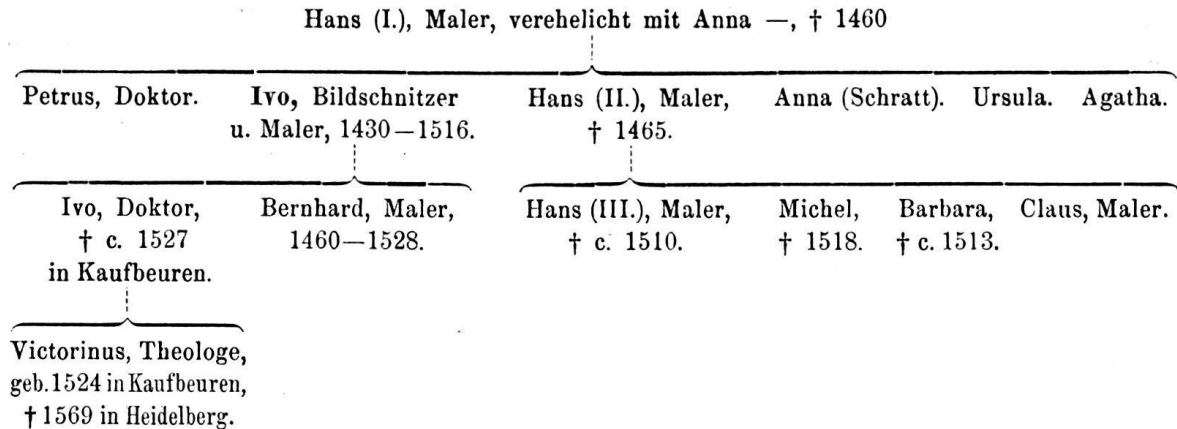 Hans (I.), Maler, verehelicht mit Anna —, † 1460
Petrus, Doktor.
Ivo, Bildschnitzer
u. Maler, 1430—1516.
Hans (II.), Maler,
† 1465.
Anna (Schratt).
Ursula.
Agatha.
Ivo, Doktor,
† c. 1527
in Kaufbeuren.
Bernhard, Maler,
1460—1528.
Hans (III.), Maler,
† c. 1510.
Michel,
† 1518.
Barbara,
† c. 1513.
Claus, Maler.
Victorinus, Theologe,
geb. 1524 in Kaufbeuren,
† 1569 in Heidelberg.